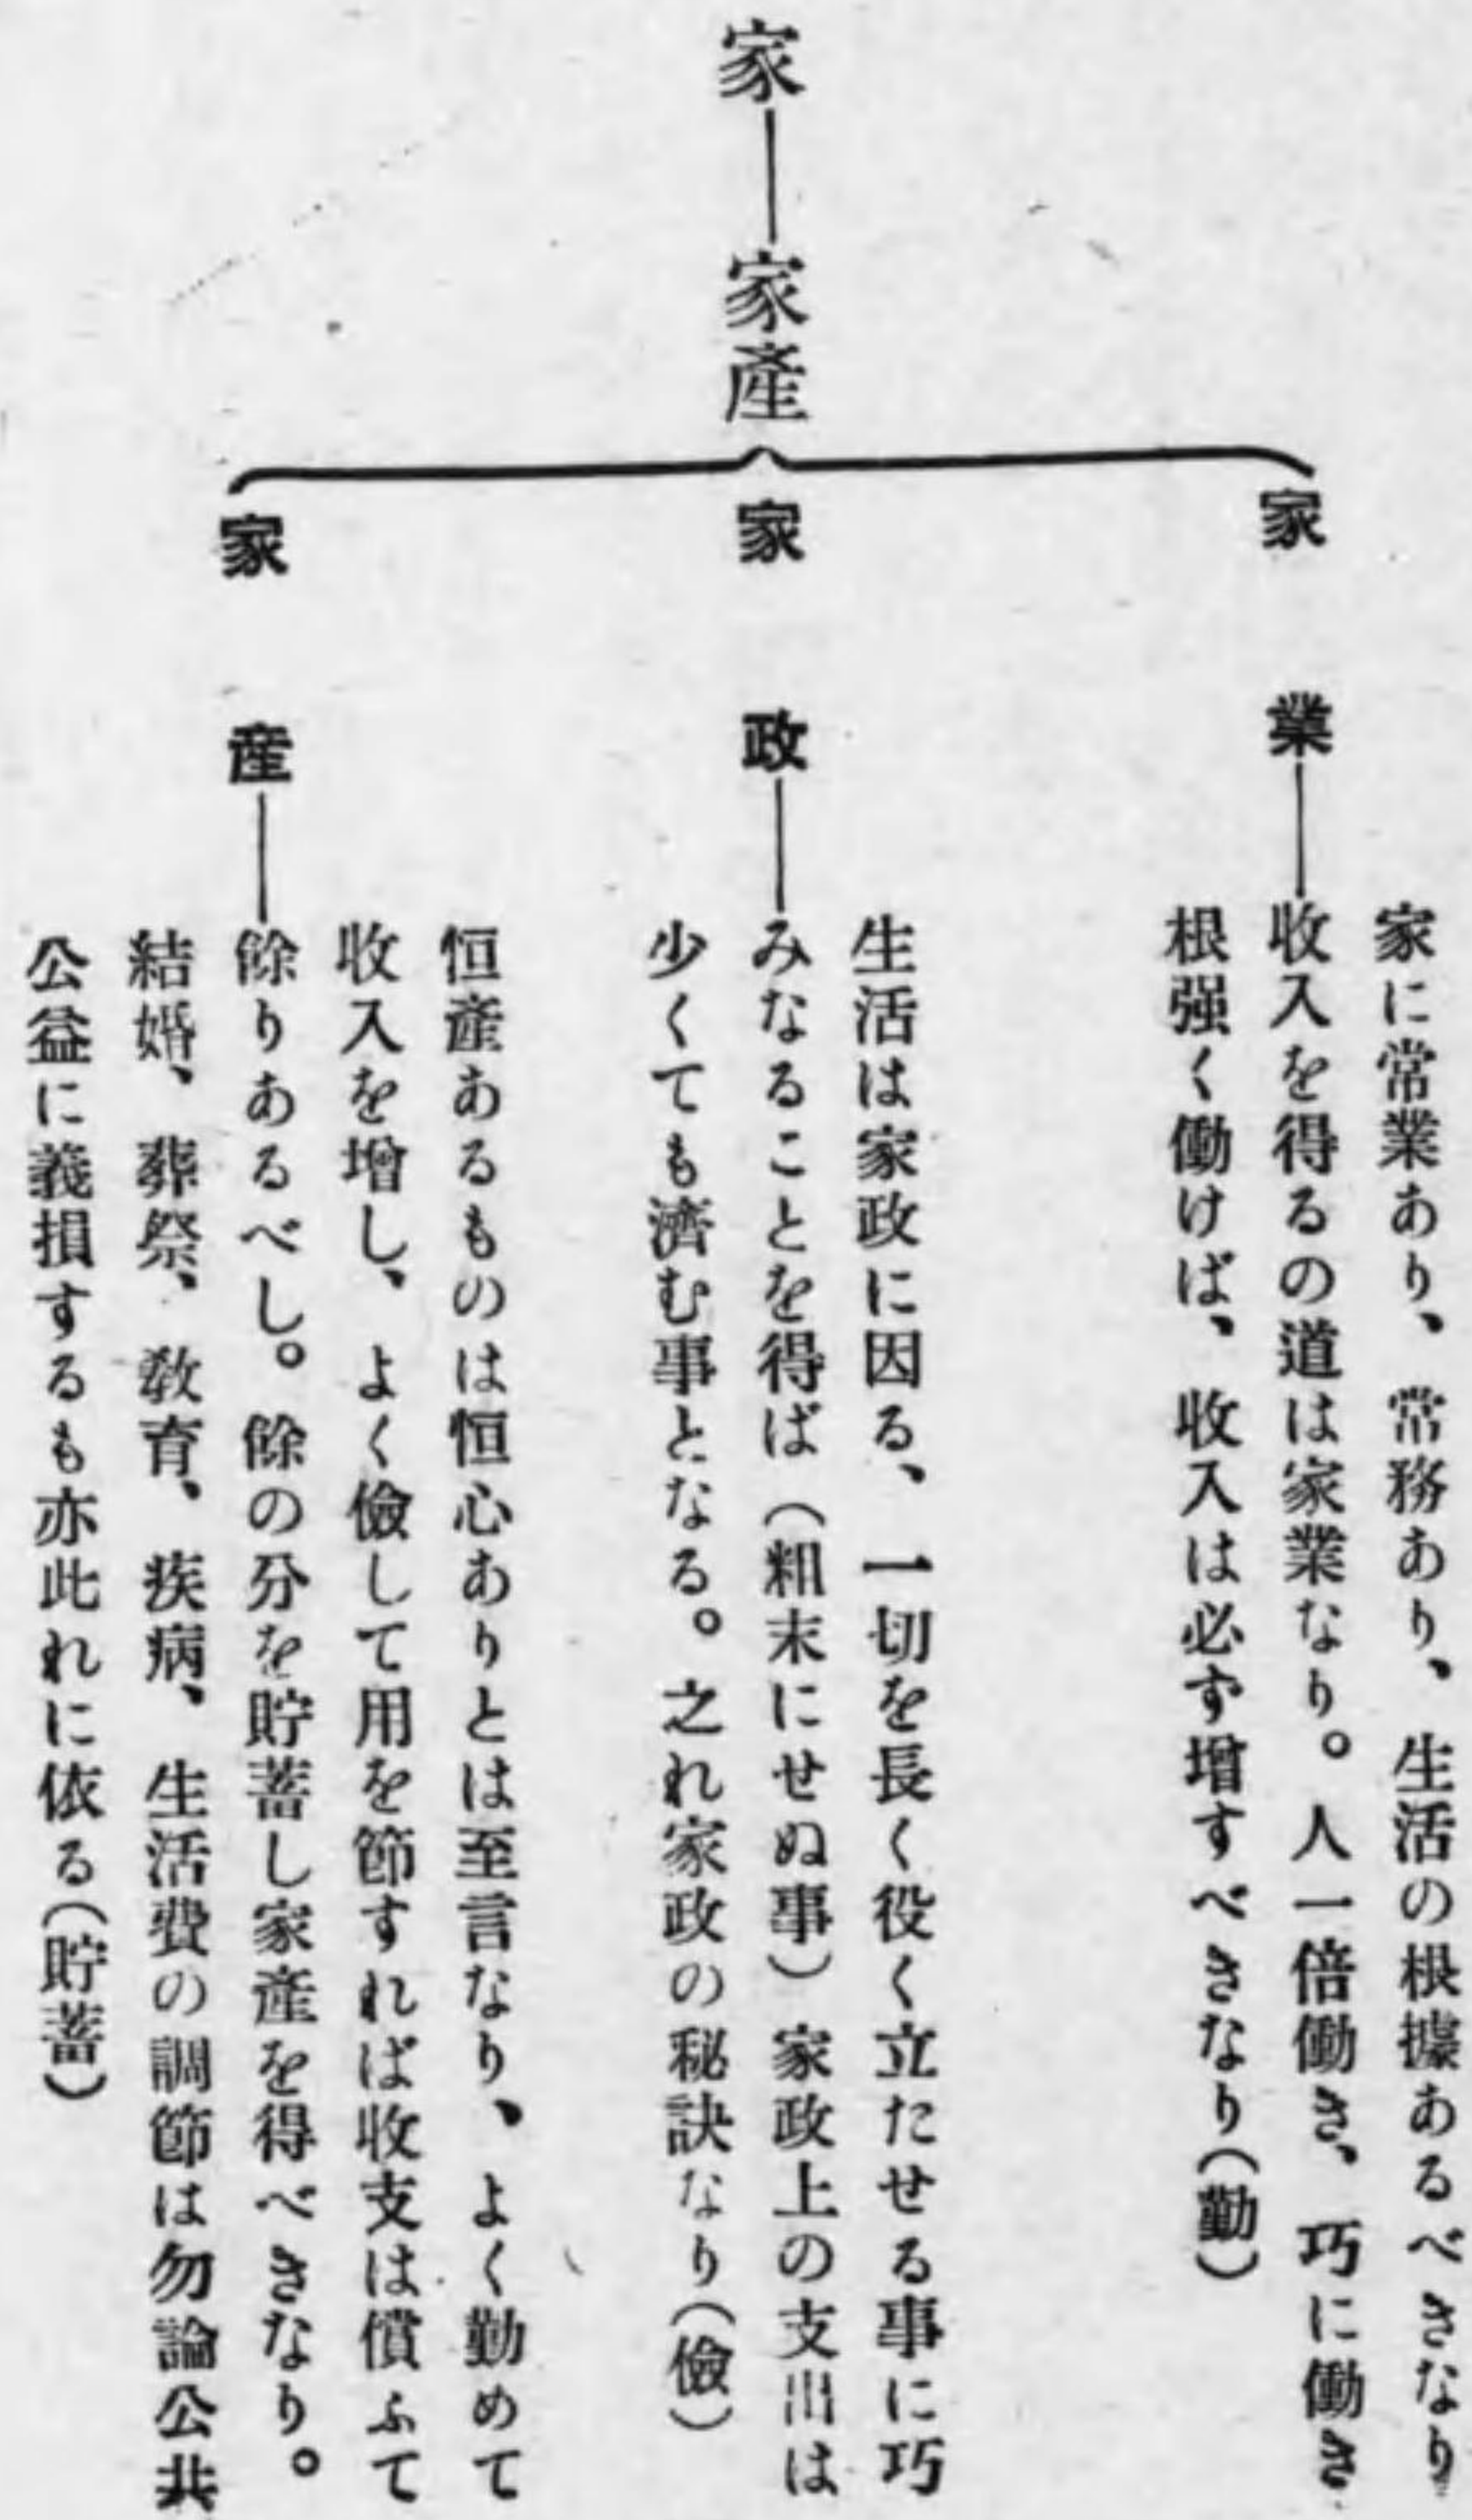 家――家産
家業――
家に常業あり、常務あり、生活の根據あるべきなり
收入を得るの道は家業なり。人一倍働き、巧に働き
根强く働けば、收入は必ず增すべきなり(勤)
家政――
生活は家政に因る、一切を長く役く立たせる事に巧
みなることを得ば(粗末にせぬ事)家政上の支出は
少くても濟む事となる。之れ家政の秘訣なり(儉)
家産――
恒産あるものは恒心ありとは至言なり、よく勤めて
收入を增し、よく儉して用を節すれば收支は償ふて
餘りあるべし。餘の分を貯蓄し家産を得べきなり。
結婚、葬祭、敎育、疾病、生活費の調節は勿論公共
公益に義損するも亦此れに依る(貯蓄)